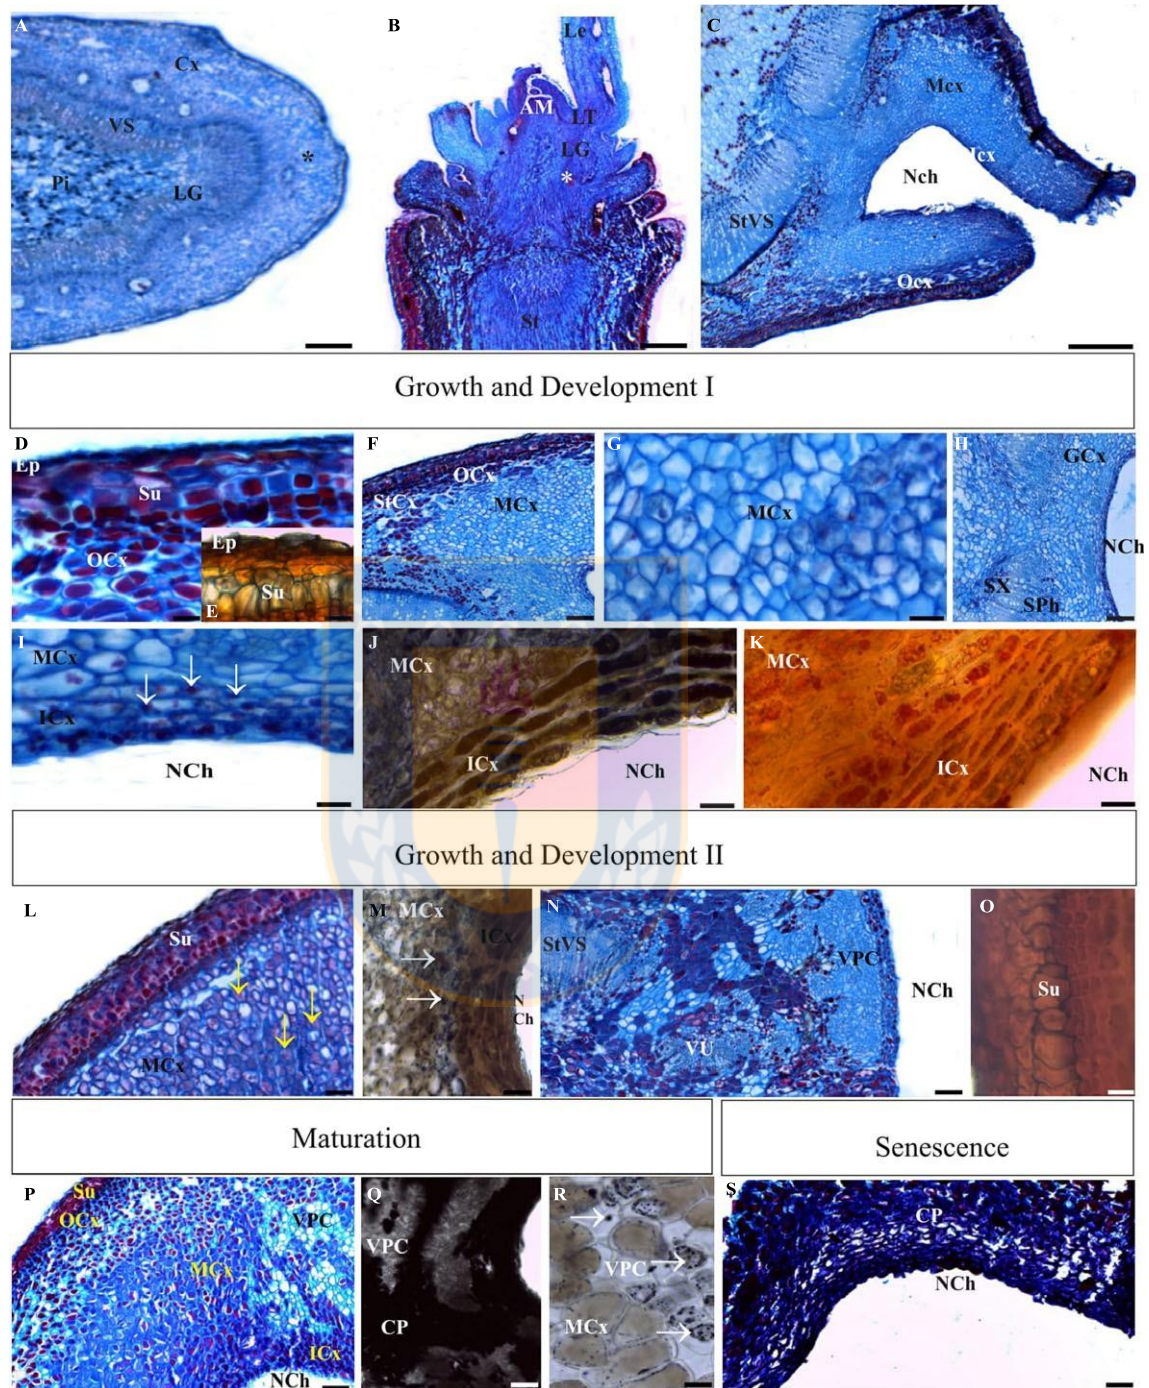 A
Cx
VS
*
Pi
LG
B
Le
AM
LT
LG
*
St
C
Mcx
Icx
Nch
StVS
Ocx
Growth and Development I
D
Ep
Su
OCx
Ep
Su
E
F
OCx
StCx
MCx
G
MCx
H
GCx
NCh
SX
SPh
I
MCx
ICx
NCh
J
MCx
ICx
NCh
K
MCx
ICx
NCh
Growth and Development II
L
Su
MCx
M
MCx
ICx
N
Ch
N
StVS
VPC
NCh
VU
O
Su
Maturation
Senescence
P
Su
OCx
VPC
MCx
ICx
NCh
Q
VPC
CP
R
VPC
MCx
S
CP
NCh